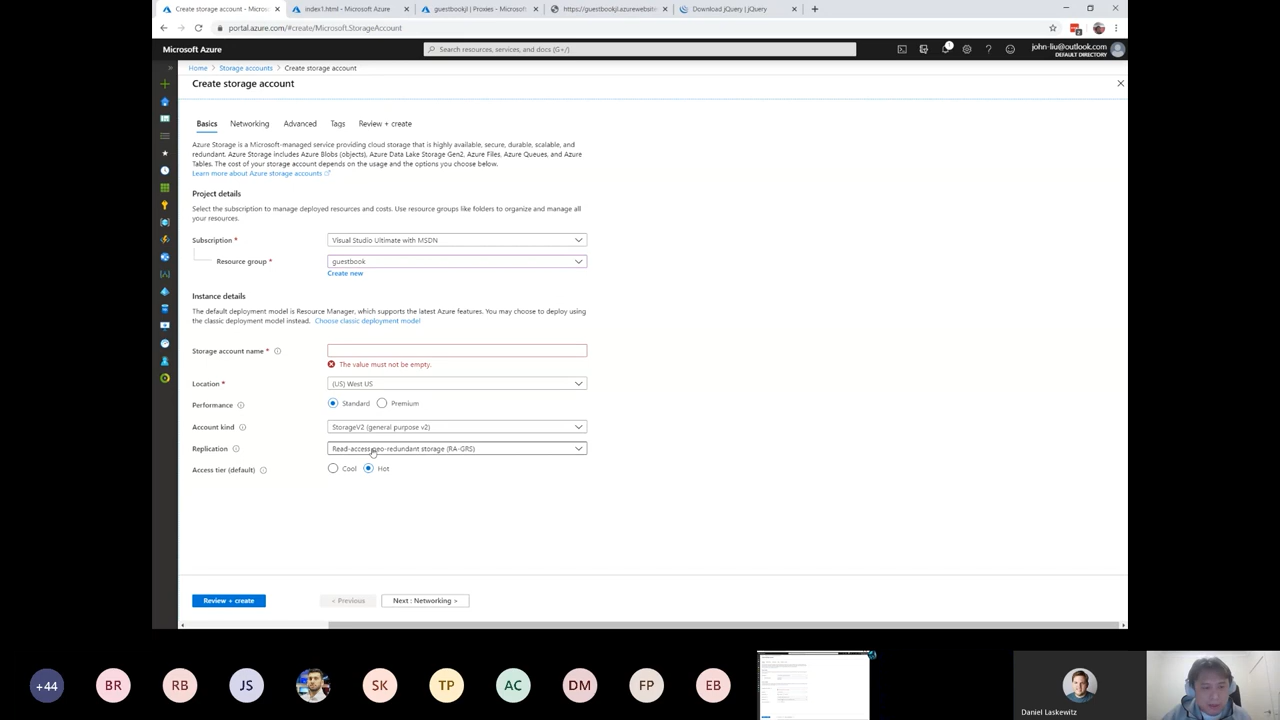 Create storage account - Micros
index1.html - Microsoft Azure
guestbookjl | Proxies - Microsoft
https://guestbookjl.azurewebsite
Download jQuery | jQuery
portal.azure.com/#create/Microsoft.StorageAccount
Microsoft Azure
Search resources, services, and docs (G+/)
john-liu@outlook.com
DEFAULT DIRECTORY
Home > Storage accounts > Create storage account
Create storage account
Basics Networking Advanced Tags Review + create
Azure Storage is a Microsoft-managed service providing cloud storage that is highly available, secure, durable, scalable, and
redundant. Azure Storage includes Azure Blobs (objects), Azure Data Lake Storage Gen2, Azure Files, Azure Queues, and Azure
Tables. The cost of your storage account depends on the usage and the options you choose below.
Learn more about Azure storage accounts
Project details
Select the subscription to manage deployed resources and costs. Use resource groups like folders to organize and manage all
your resources.
Subscription *
Visual Studio Ultimate with MSDN
Resource group *
guestbook
Create new
Instance details
The default deployment model is Resource Manager, which supports the latest Azure features. You may choose to deploy using
the classic deployment model instead. Choose classic deployment model
Storage account name *
The value must not be empty.
Location *
(US) West US
Performance
Standard Premium
Account kind
StorageV2 (general purpose v2)
Replication
Read-access geo-redundant storage (RA-GRS)
Access tier (default)
Cool Hot
Review + create
< Previous
Next : Networking >
+44
RB
JS
K
TP
DM
FP
Daniel Laskewitz